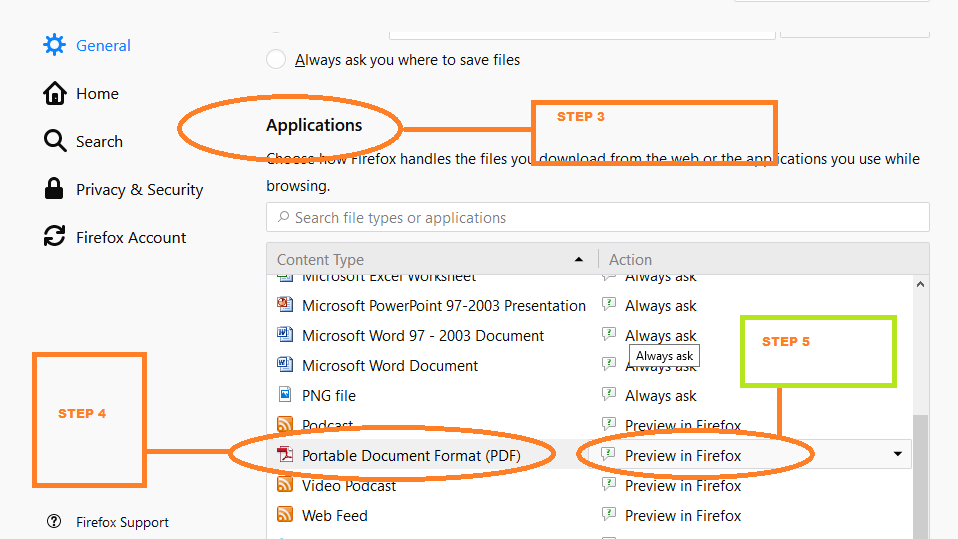 General
Home
Search
Privacy & Security
Firefox Account
Always ask you where to save files
Applications
STEP 3
Choose how Firefox handles the files you download from the web or the applications you use while
browsing.
Search file types or applications
Content Type Action
Microsoft Excel Worksheet Always ask
Microsoft PowerPoint 97-2003 Presentation Always ask
Microsoft Word 97 - 2003 Document Always ask
Always ask
Microsoft Word Document Always ask
PNG file Always ask
Podcast Preview in Firefox
Portable Document Format (PDF) Preview in Firefox
Video Podcast Preview in Firefox
Web Feed Preview in Firefox
STEP 5
STEP 4
Firefox Support